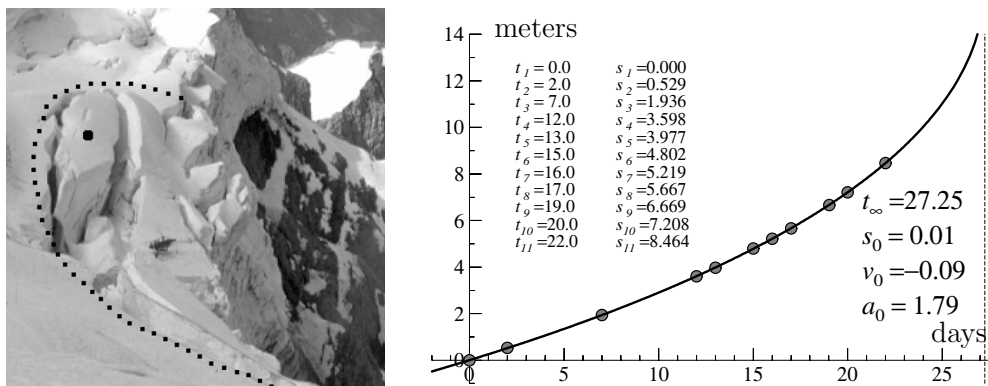 meters
14
12
10
8
6
4
2
0
t1 = 0.0 s1 =0.000
t2 = 2.0 s2 =0.529
t3 = 7.0 s3 =1.936
t4 =12.0 s4 =3.598
t5 =13.0 s5 =3.977
t6 =15.0 s6 =4.802
t7 =16.0 s7 =5.219
t8 =17.0 s8 =5.667
t9 =19.0 s9 =6.669
t10 =20.0 s10 =7.208
t11 =22.0 s11 =8.464
t∞ =27.25
s0 = 0.01
v0 =−0.09
a0 = 1.79
days
0 5 10 15 20 25